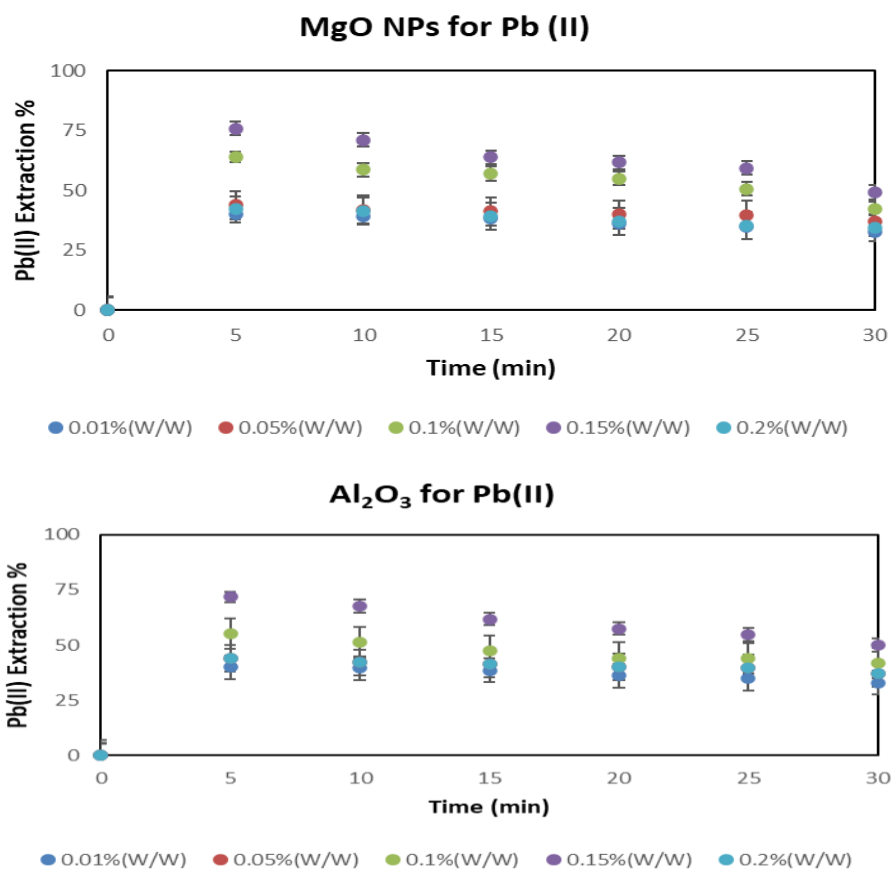 MgO NPs for Pb (II)
100
75
50
25
0
Pb(II) Extraction %
0 5 10 15 20 25 30
Time (min)
0.01%(W/W) 0.05%(W/W) 0.1%(W/W) 0.15%(W/W) 0.2%(W/W)
Al₂O₃ for Pb(II)
100
75
50
25
0
Pb(II) Extraction %
0 5 10 15 20 25 30
Time (min)
0.01%(W/W) 0.05%(W/W) 0.1%(W/W) 0.15%(W/W) 0.2%(W/W)